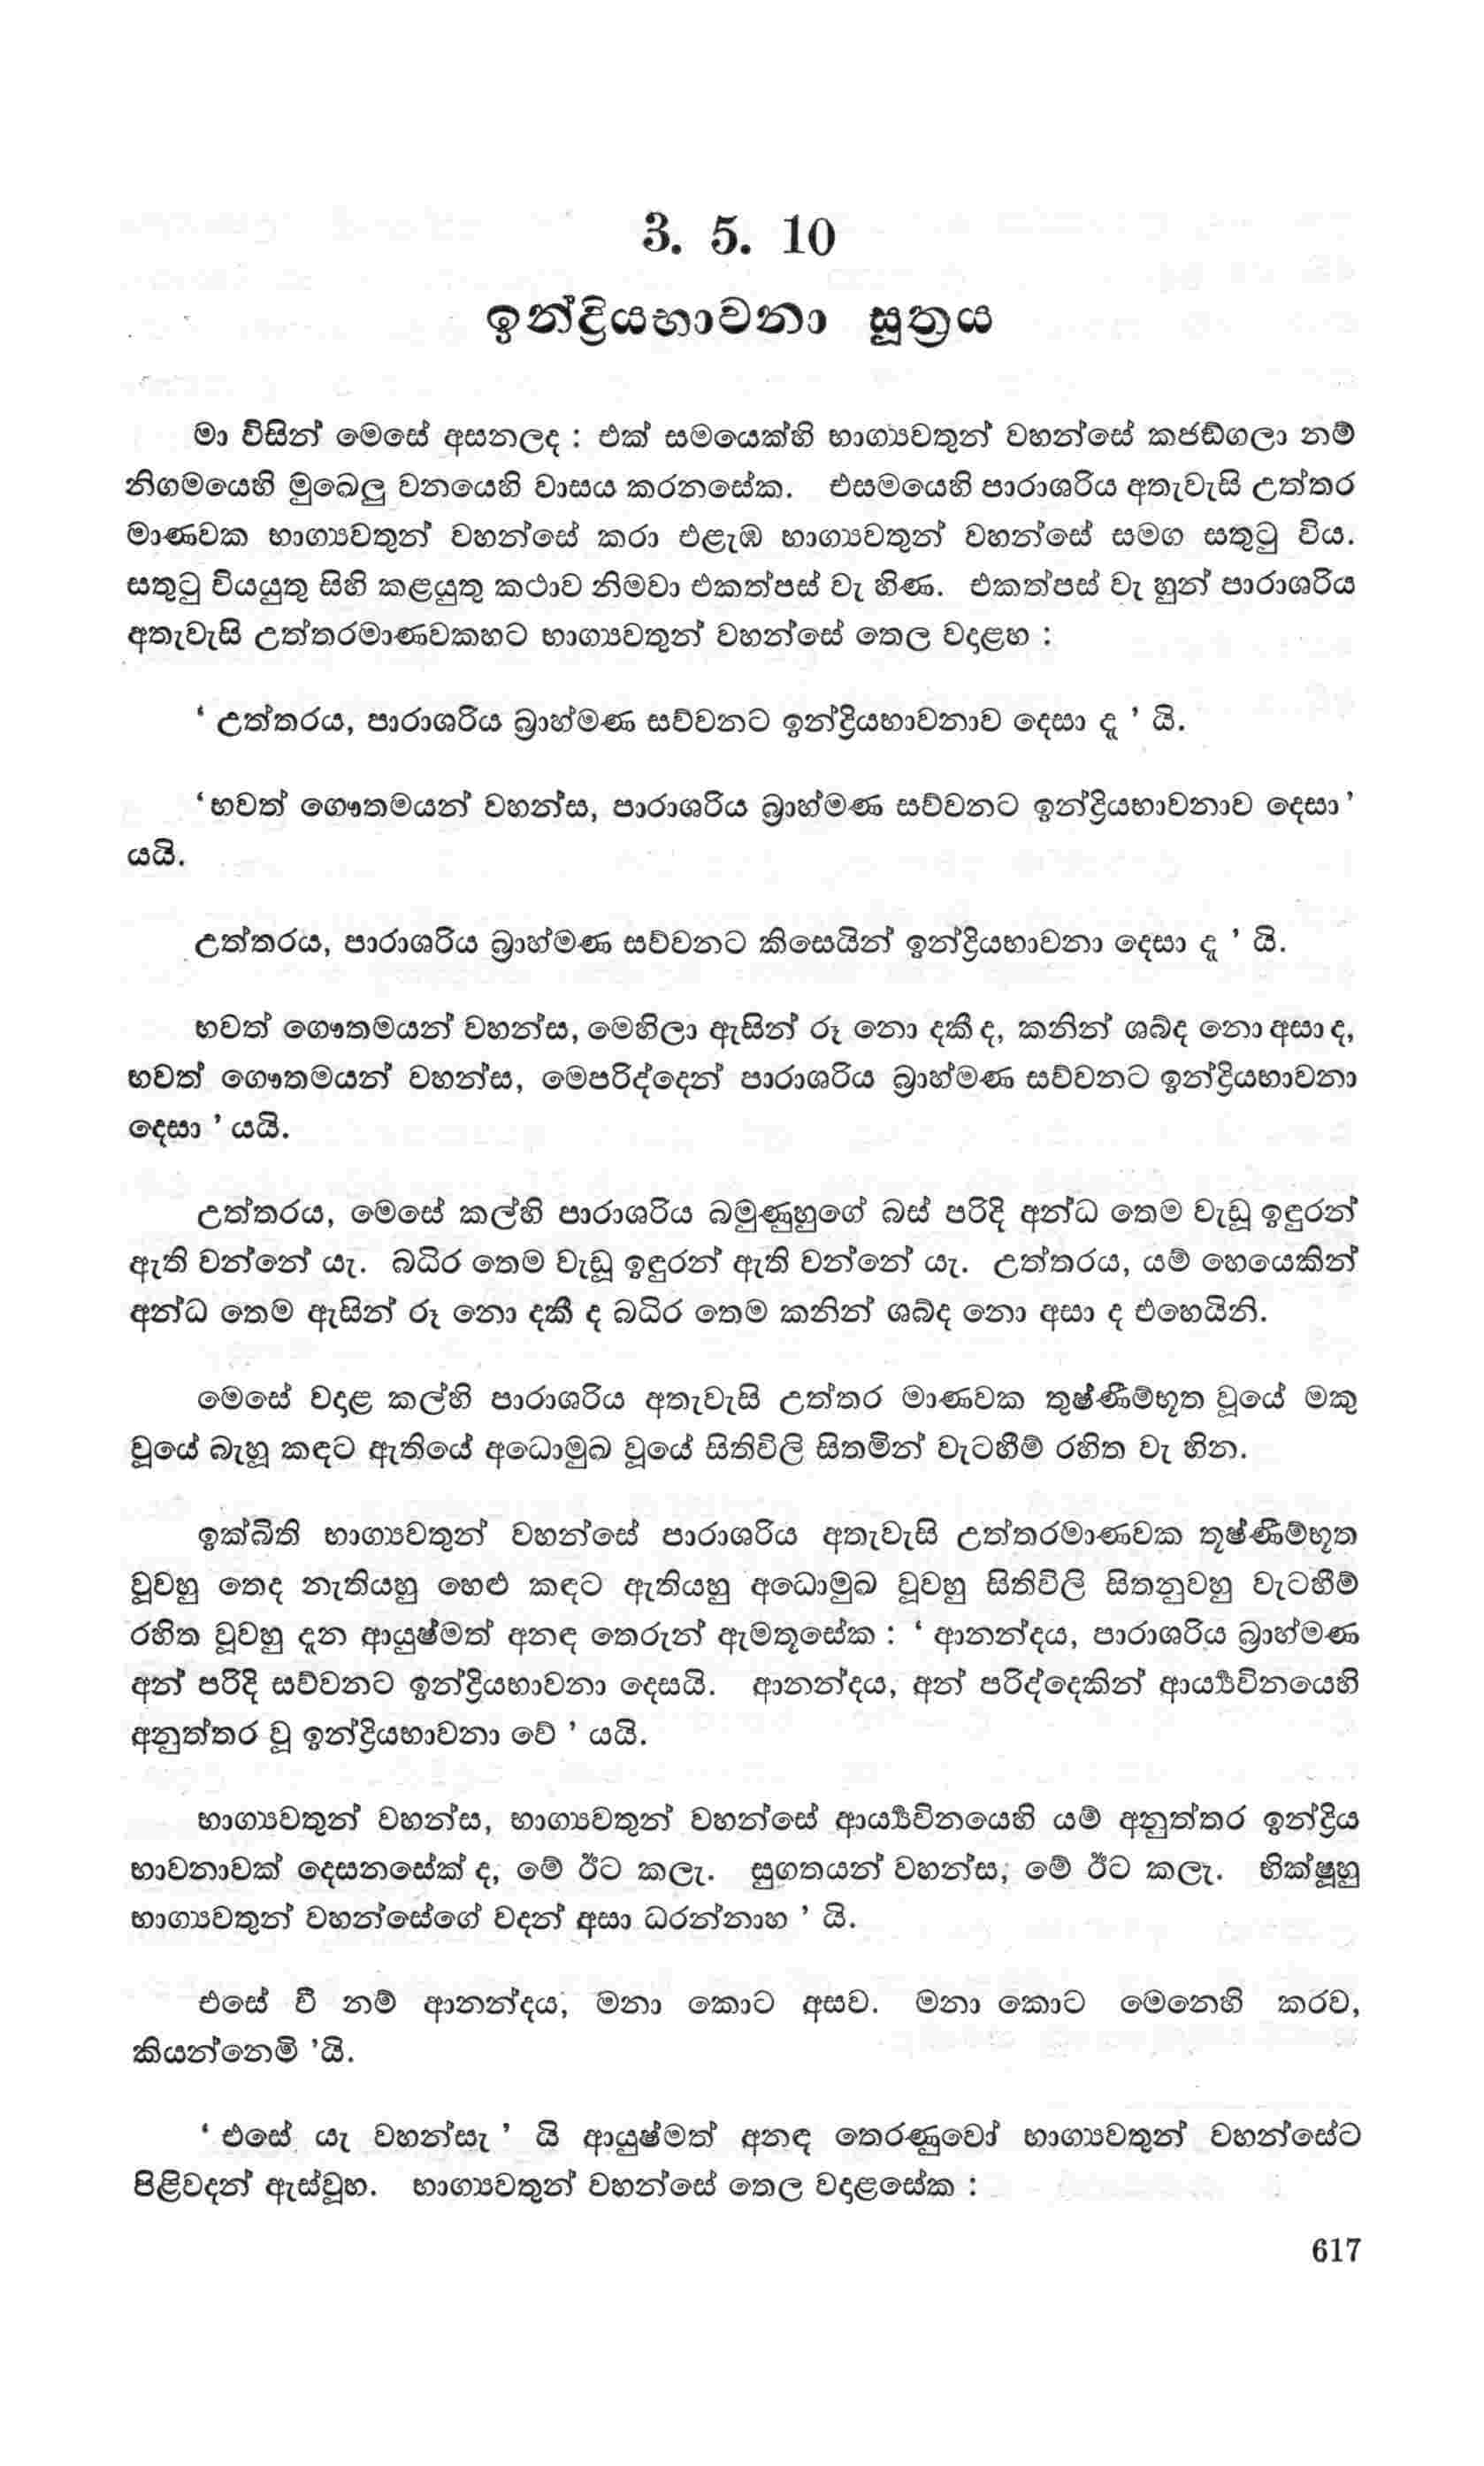 3. 5. 10
ඉන්ද්‍රියභාවනා සූත්‍රය
මා විසින් මෙසේ අසනලද : එක් සමයෙක්හි භාග්‍යවතුන් වහන්සේ කජඞ්ගලා නම්
නිගමයෙහි මුඛෙලු වනයෙහි වාසය කරනසේක. එසමයෙහි පාරාශරිය අතැවැසි උත්තර
මාණවක භාග්‍යවතුන් වහන්සේ කරා එළැඹ භාග්‍යවතුන් වහන්සේ සමග සතුටු විය.
සතුටු වියයුතු සිහි කළයුතු කථාව නිමවා එකත්පස් වැ හිණ. එකත්පස් වැ හුන් පාරාශරිය
අතැවැසි උත්තරමාණවකහට භාග්‍යවතුන් වහන්සේ තෙල වදාළහ :
‘ උත්තරය, පාරාශරිය බ්‍රාහ්මණ සව්වනට ඉන්ද්‍රියභාවනාව දෙසා ද ’ යි.
‘භවත් ගෞතමයන් වහන්ස, පාරාශරිය බ්‍රාහ්මණ සව්වනට ඉන්ද්‍රියභාවනාව දෙසා’
යයි.
උත්තරය, පාරාශරිය බ්‍රාහ්මණ සව්වනට කිසෙයින් ඉන්ද්‍රියභාවනා දෙසා ද ’ යි.
භවත් ගෞතමයන් වහන්ස, මෙහිලා ඇසින් රූ නො දකී ද, කනින් ශබ්ද නො අසා ද,
භවත් ගෞතමයන් වහන්ස, මෙපරිද්දෙන් පාරාශරිය බ්‍රාහ්මණ සව්වනට ඉන්ද්‍රියභාවනා
දෙසා ’ යයි.
උත්තරය, මෙසේ කල්හි පාරාශරිය බමුණුහුගේ බස් පරිදි අන්ධ තෙම වැඩූ ඉඳුරන්
ඇති වන්නේ යැ. බධිර තෙම වැඩූ ඉඳුරන් ඇති වන්නේ යැ. උත්තරය, යම් හෙයෙකින්
අන්ධ තෙම ඇසින් රූ නො දකී ද බධිර තෙම කනින් ශබ්ද නො අසා ද එහෙයිනි.
මෙසේ වදාළ කල්හි පාරාශරිය අතැවැසි උත්තර මාණවක තුෂ්ණීම්භූත වූයේ මකු
වූයේ බැහූ කඳට ඇතියේ අධොමුඛ වූයේ සිතිවිලි සිතමින් වැටහීම් රහිත වැ හින.
ඉක්බිති භාග්‍යවතුන් වහන්සේ පාරාශරිය අතැවැසි උත්තරමාණවක තූෂ්ණීම්භූත
වූවහු තෙද නැතියහු හෙළූ කඳට ඇතියහු අධොමුඛ වූවහු සිතිවිලි සිතනුවහු වැටහීම්
රහිත වූවහු දැන ආයුෂ්මත් අනඳ තෙරුන් ඇමතූසේක : ‘ ආනන්දය, පාරාශරිය බ්‍රාහ්මණ
අන් පරිදි සව්වනට ඉන්ද්‍රියභාවනා දෙසයි. ආනන්දය, අන් පරිද්දෙකින් ආර්‍ය්‍යවිනයෙහි
අනුත්තර වූ ඉන්ද්‍රියභාවනා වේ ’ යයි.
භාග්‍යවතුන් වහන්ස, භාග්‍යවතුන් වහන්සේ ආර්‍ය්‍යවිනයෙහි යම් අනුත්තර ඉන්ද්‍රිය
භාවනාවක් දෙසනසේක් ද, මේ ඊට කලැ. සුගතයන් වහන්ස, මේ ඊට කලැ. භික්ෂූහු
භාග්‍යවතුන් වහන්සේගේ වදන් අසා ධරන්නාහ ’ යි.
එසේ වී නම් ආනන්දය, මනා කොට අසව. මනා කොට මෙනෙහි කරව,
කියන්නෙමි ’යි.
‘ එසේ යැ වහන්සැ ’ යි ආයුෂ්මත් අනඳ තෙරණුවෝ භාග්‍යවතුන් වහන්සේට
පිළිවදන් ඇස්වූහ. භාග්‍යවතුන් වහන්සේ තෙල වදාළසේක :
617